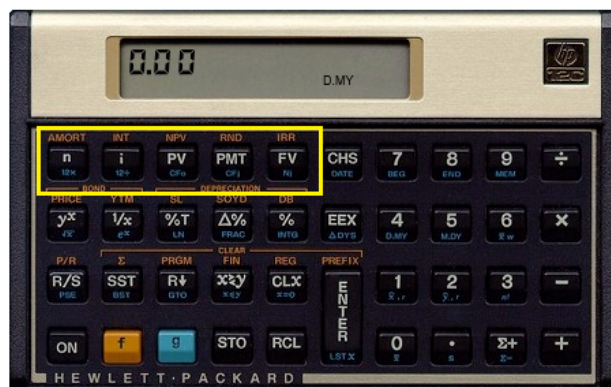 0.00
D.MY
hp
12C
AMORT INT NPV RND IRR
n i PV PMT FV CHS 7 8 9 ÷
12× 12÷ CFo CFj Nj DATE BEG END MEM
BOND DEPRECIATION
PRICE YTM SL SOYD DB
yˣ 1/x %T Δ% % EEX 4 5 6 ×
√x eˣ LN FRAC INTG ΔDYS D.MY M.DY x̄w
CLEAR
P/R Σ PRGM FIN REG PREFIX
R/S SST R↓ x≷y CLx ENTER 1 2 3 −
PSE BST GTO x≤y x=0 x̂,r ŷ,r n!
ON f g STO RCL 0 · Σ+ +
LST x x̄ s Σ−
HEWLETT·PACKARD